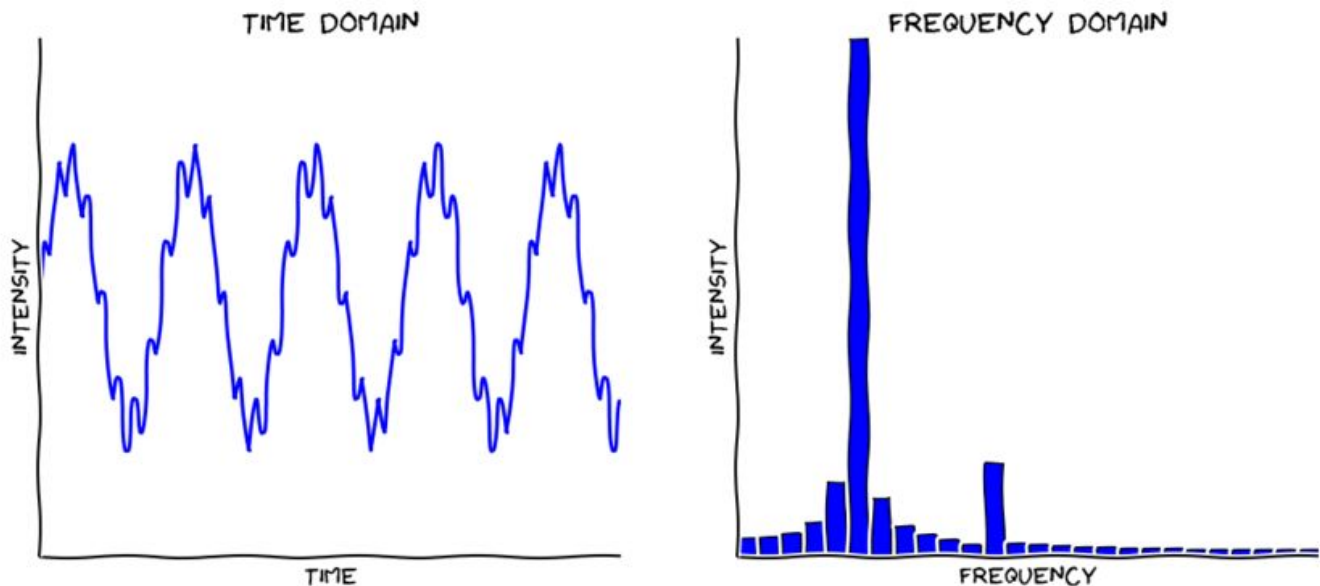 TIME DOMAIN
INTENSITY
TIME
FREQUENCY DOMAIN
INTENSITY
FREQUENCY